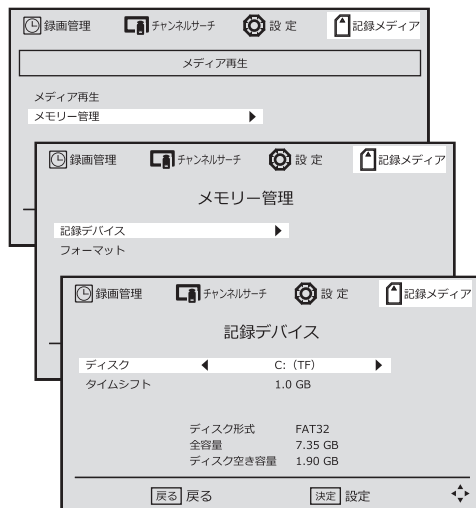 録画管理 チャンネルサーチ 設 定 記録メディア
メディア再生
メディア再生
メモリー管理
録画管理 チャンネルサーチ 設 定 記録メディア
メモリー管理
記録デバイス
フォーマット
録画管理 チャンネルサーチ 設 定 記録メディア
記録デバイス
ディスク C: (TF)
タイムシフト 1.0 GB
ディスク形式 FAT32
全容量 7.35 GB
ディスク空き容量 1.90 GB
戻る 戻る 決定 設定